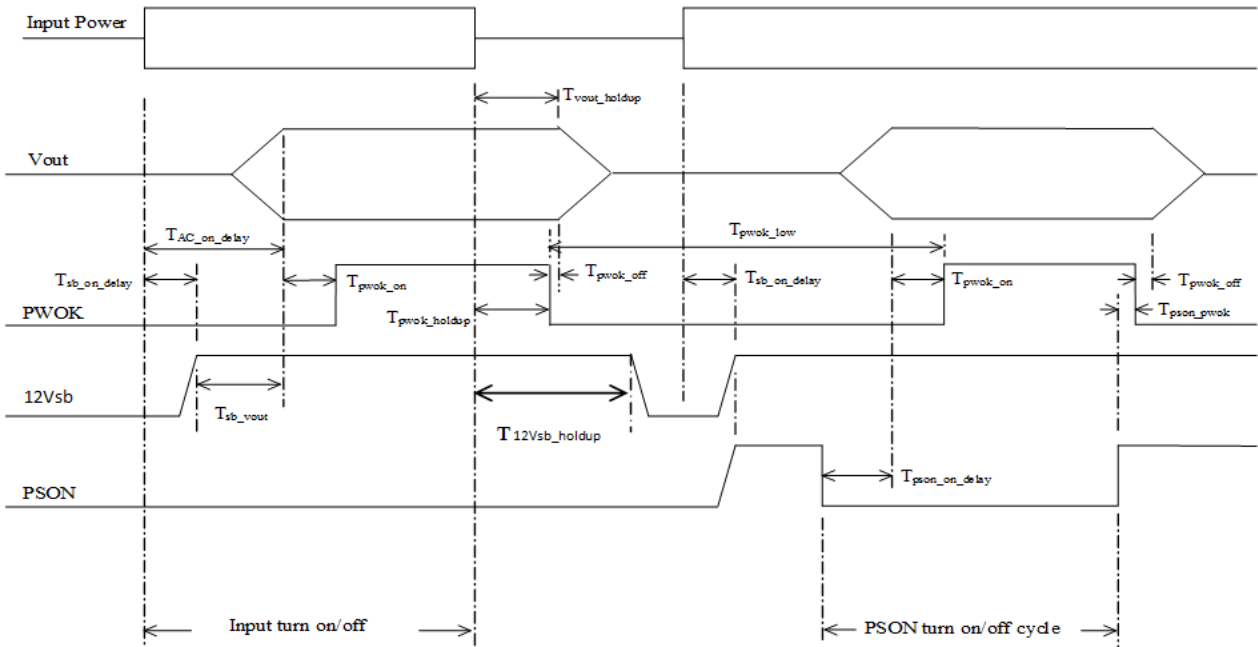 Input Power
Tvout_holdup
Vout
TAC_on_delay
Tpwok_low
Tsb_on_delay
Tpwok_on
Tpwok_off
Tsb_on_delay
Tpwok_on
Tpwok_off
PWOK
Tpwok_holdup
Tpson_pwok
12Vsb
Tsb_vout
T12Vsb_holdup
PSON
Tpson_on_delay
Input turn on/off
PSON turn on/off cycle